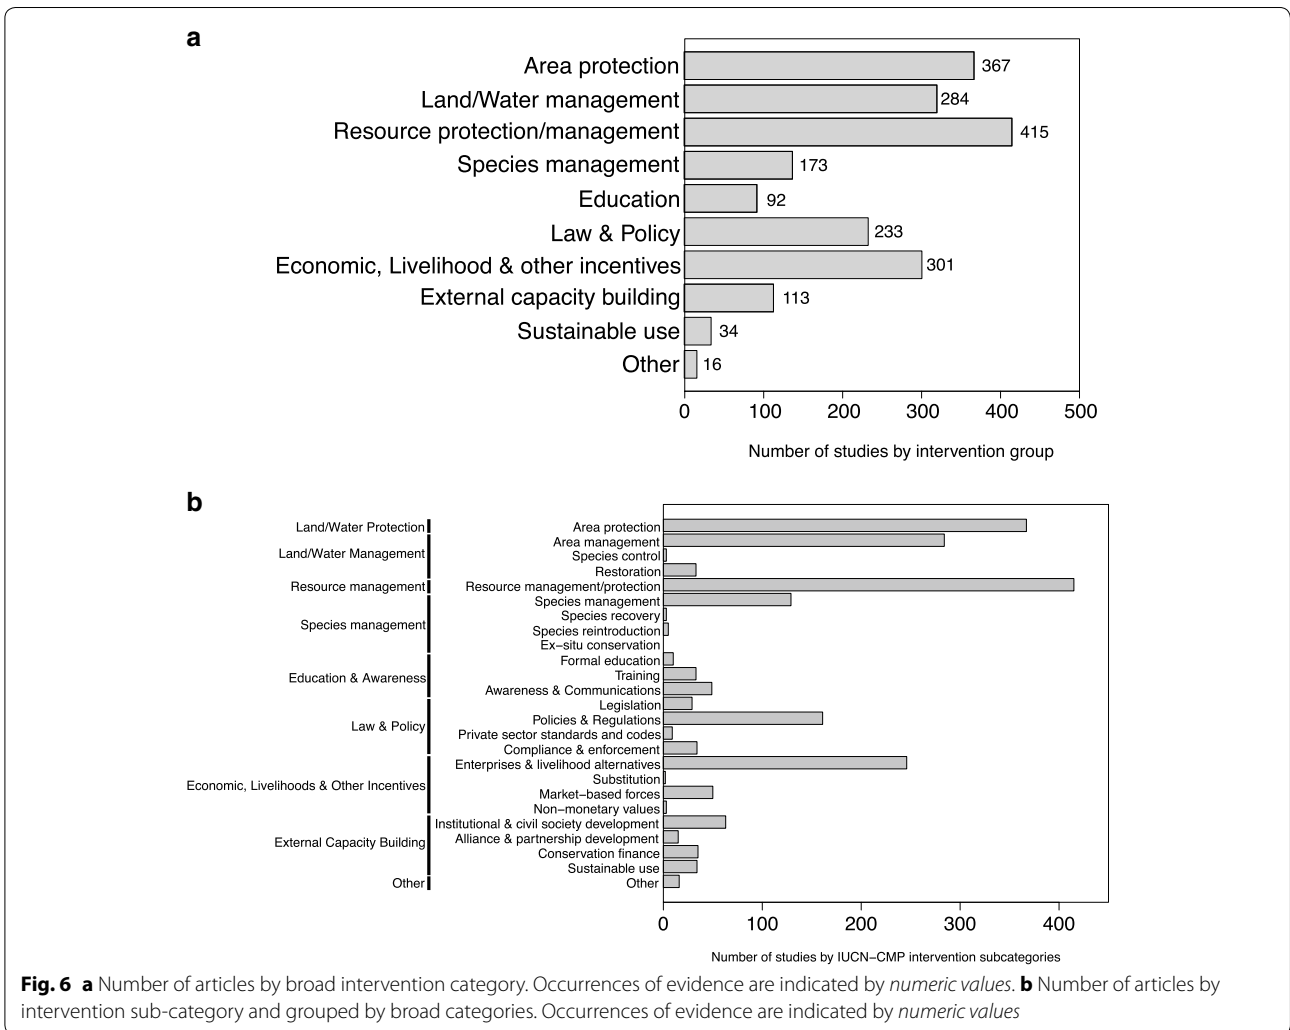 a
Area protection 367
Land/Water management 284
Resource protection/management 415
Species management 173
Education 92
Law & Policy 233
Economic, Livelihood & other incentives 301
External capacity building 113
Sustainable use 34
Other 16
0 100 200 300 400 500
Number of studies by intervention group
b
Land/Water Protection Area protection
Area management
Land/Water Management Species control
Restoration
Resource management Resource management/protection
Species management
Species recovery
Species management Species reintroduction
Ex−situ conservation
Formal education
Education & Awareness Training
Awareness & Communications
Legislation
Law & Policy Policies & Regulations
Private sector standards and codes
Compliance & enforcement
Enterprises & livelihood alternatives
Substitution
Economic, Livelihoods & Other Incentives Market−based forces
Non−monetary values
Institutional & civil society development
External Capacity Building Alliance & partnership development
Conservation finance
Sustainable use
Other Other
0 100 200 300 400
Number of studies by IUCN−CMP intervention subcategories
Fig. 6 a Number of articles by broad intervention category. Occurrences of evidence are indicated by numeric values. b Number of articles by
intervention sub-category and grouped by broad categories. Occurrences of evidence are indicated by numeric values